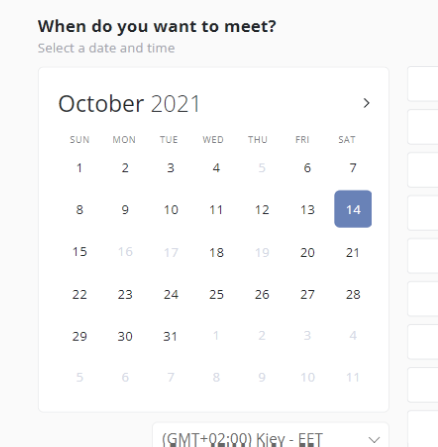 When do you want to meet?
Select a date and time
October 2021
SUN MON TUE WED THU FRI SAT
1 2 3 4 5 6 7
8 9 10 11 12 13 14
15 16 17 18 19 20 21
22 23 24 25 26 27 28
29 30 31 1 2 3 4
5 6 7 8 9 10 11
(GMT+02:00) Kiev - EET